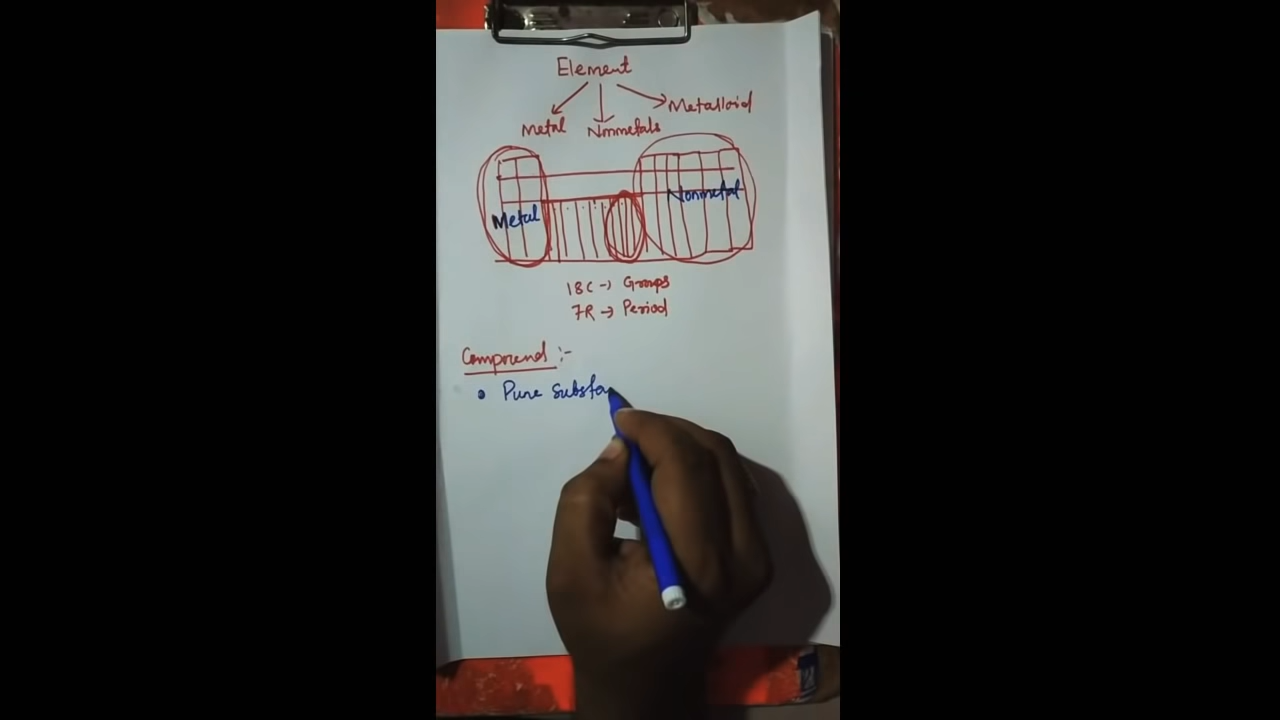 Element
Metalloid
Metal Nonmetals
Nonmetal
Metal
18C → Groups
7R → Period
Compound :-
• Pure Substa